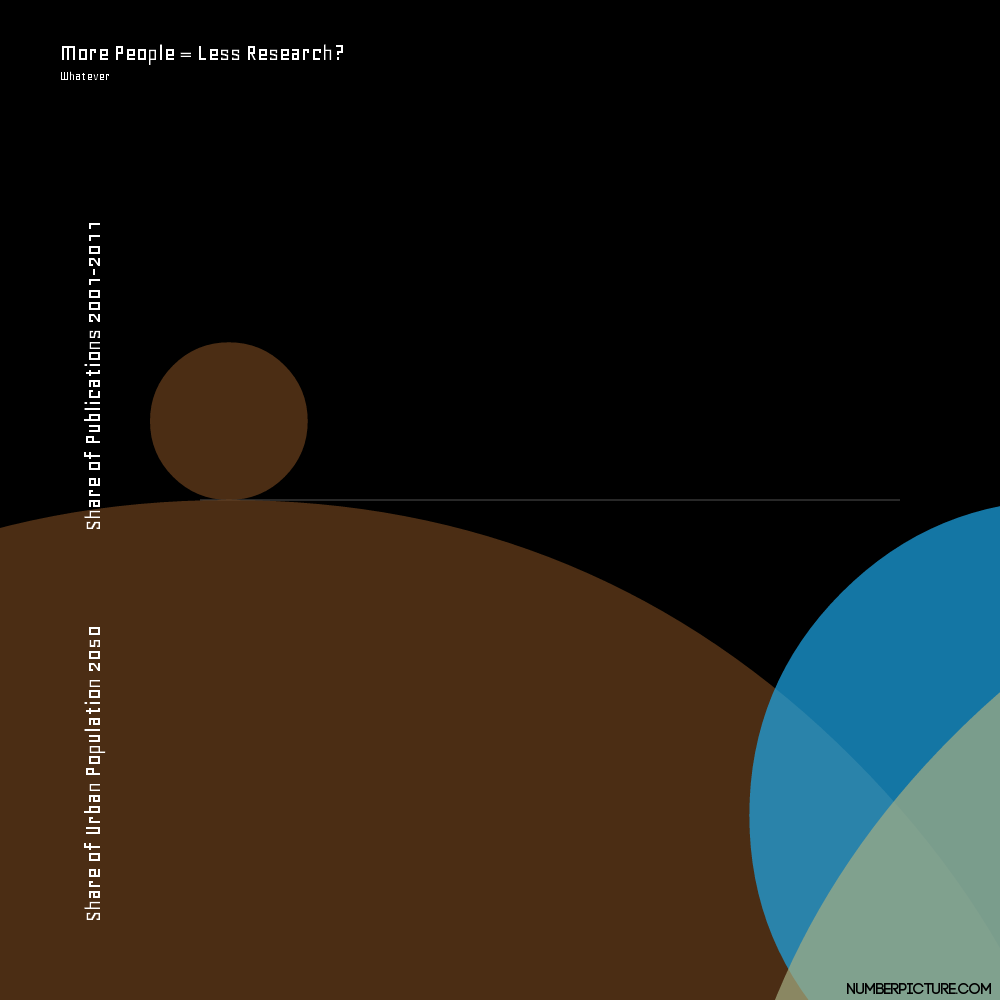 More People = Less Research?
Whatever
Share of Publications 2001-2011
Share of Urban Population 2050
NUMBERPICTURE.COM